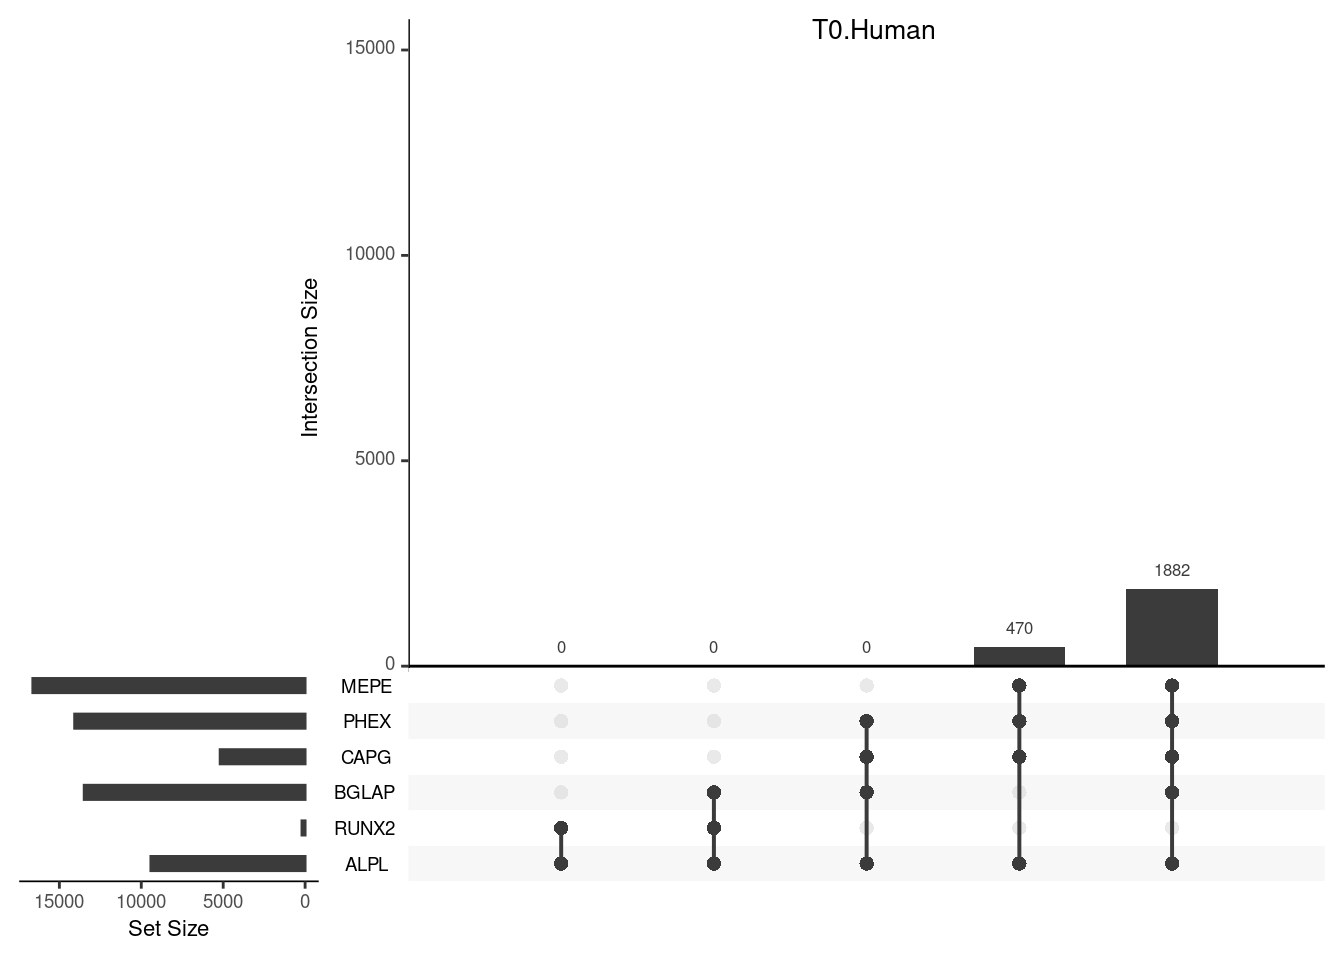 T0.Human
15000
10000
5000
0
Intersection Size
0
0
0
470
1882
MEPE
PHEX
CAPG
BGLAP
RUNX2
ALPL
15000 10000 5000 0
Set Size